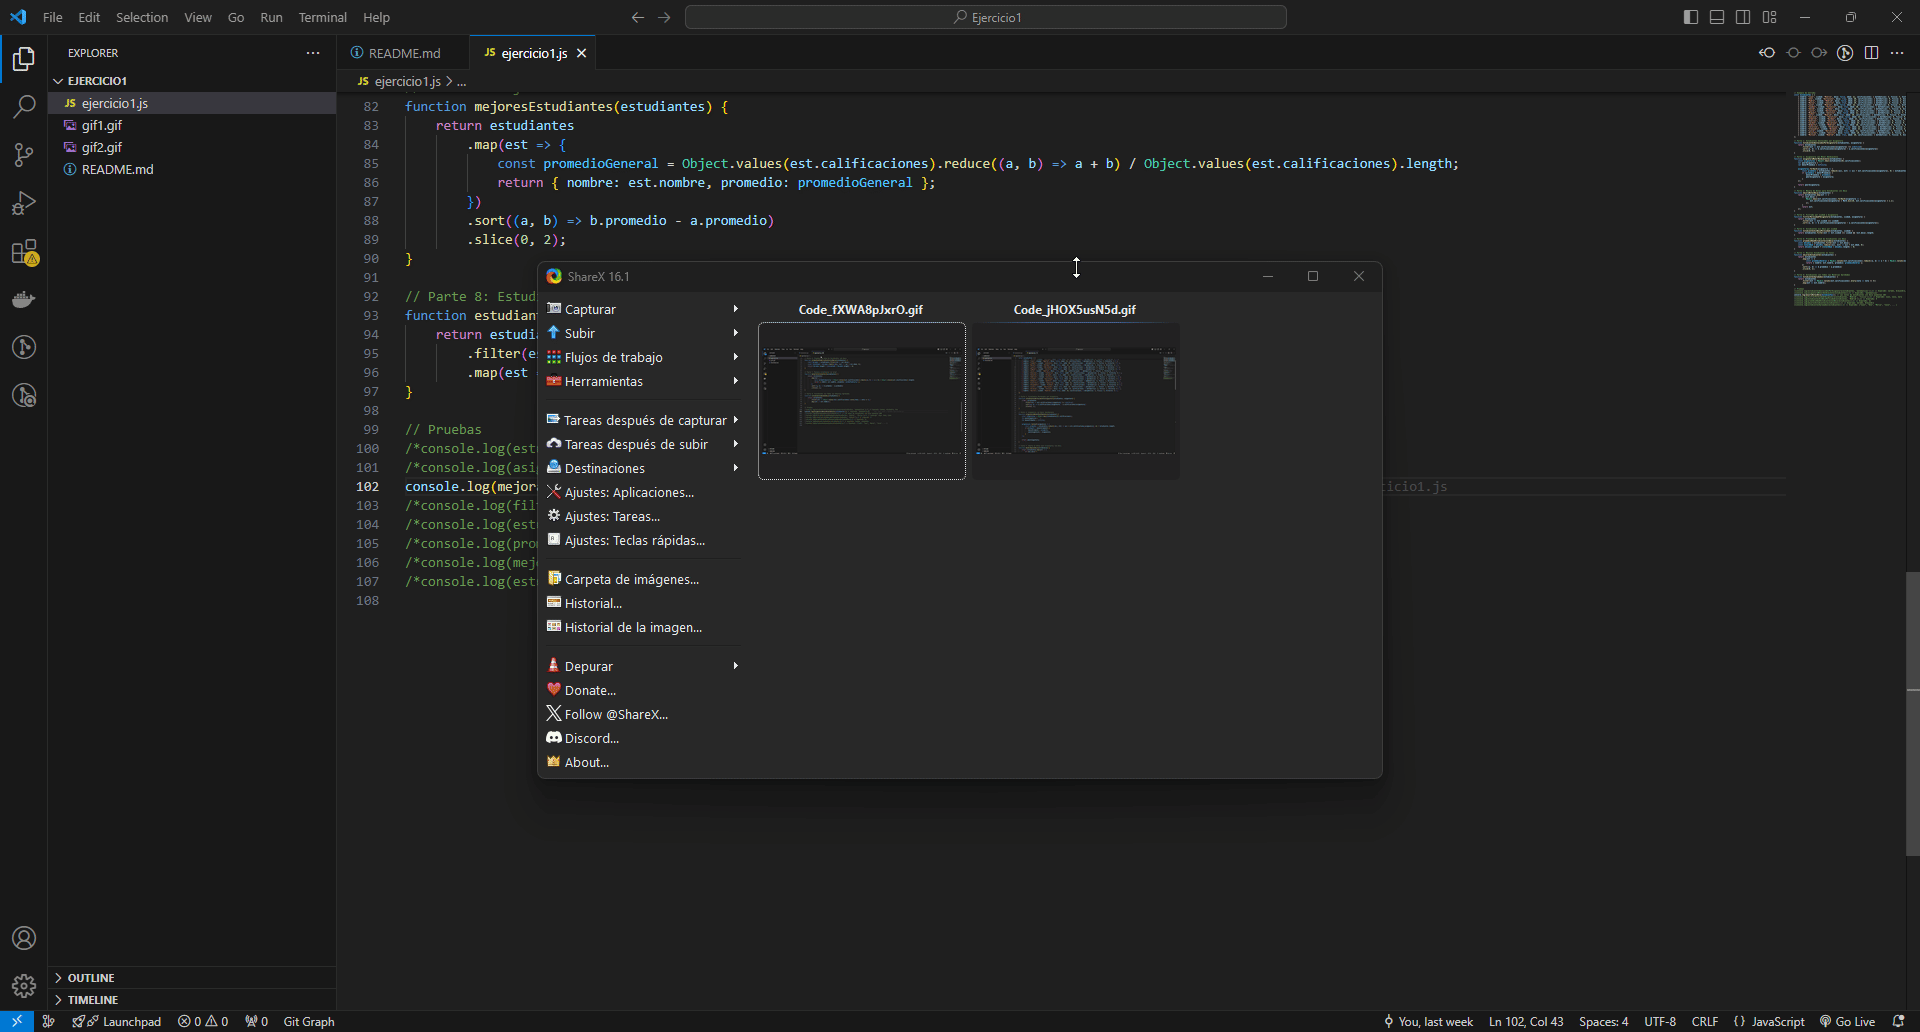 File Edit Selection View Go Run Terminal Help
Ejercicio1
EXPLORER
EJERCICIO1
JS ejercicio1.js
gif1.gif
gif2.gif
README.md
OUTLINE
TIMELINE
README.md
JS ejercicio1.js
JS ejercicio1.js > ...
82 function mejoresEstudiantes(estudiantes) {
83 return estudiantes
84 .map(est => {
85 const promedioGeneral = Object.values(est.calificaciones).reduce((a, b) => a + b) / Object.values(est.calificaciones).length;
86 return { nombre: est.nombre, promedio: promedioGeneral };
87 })
88 .sort((a, b) => b.promedio - a.promedio)
89 .slice(0, 2);
90 }
91
92 // Parte 8: Estud
93 function estudian
94 return estudi
95 .filter(e
96 .map(est
97 }
98
99 // Pruebas
100 /*console.log(est
101 /*console.log(asi
102 console.log(mejor icio1.js
103 /*console.log(fil
104 /*console.log(est
105 /*console.log(pro
106 /*console.log(mej
107 /*console.log(est
108
ShareX 16.1
Capturar
Subir
Flujos de trabajo
Herramientas
Tareas después de capturar
Tareas después de subir
Destinaciones
Ajustes: Aplicaciones...
Ajustes: Tareas...
Ajustes: Teclas rápidas...
Carpeta de imágenes...
Historial...
Historial de la imagen...
Depurar
Donate...
Follow @ShareX...
Discord...
About...
Code_fXWA8pJxrO.gif
Code_jHOX5usN5d.gif
Launchpad 0 0 0 Git Graph
You, last week Ln 102, Col 43 Spaces: 4 UTF-8 CRLF { } JavaScript Go Live